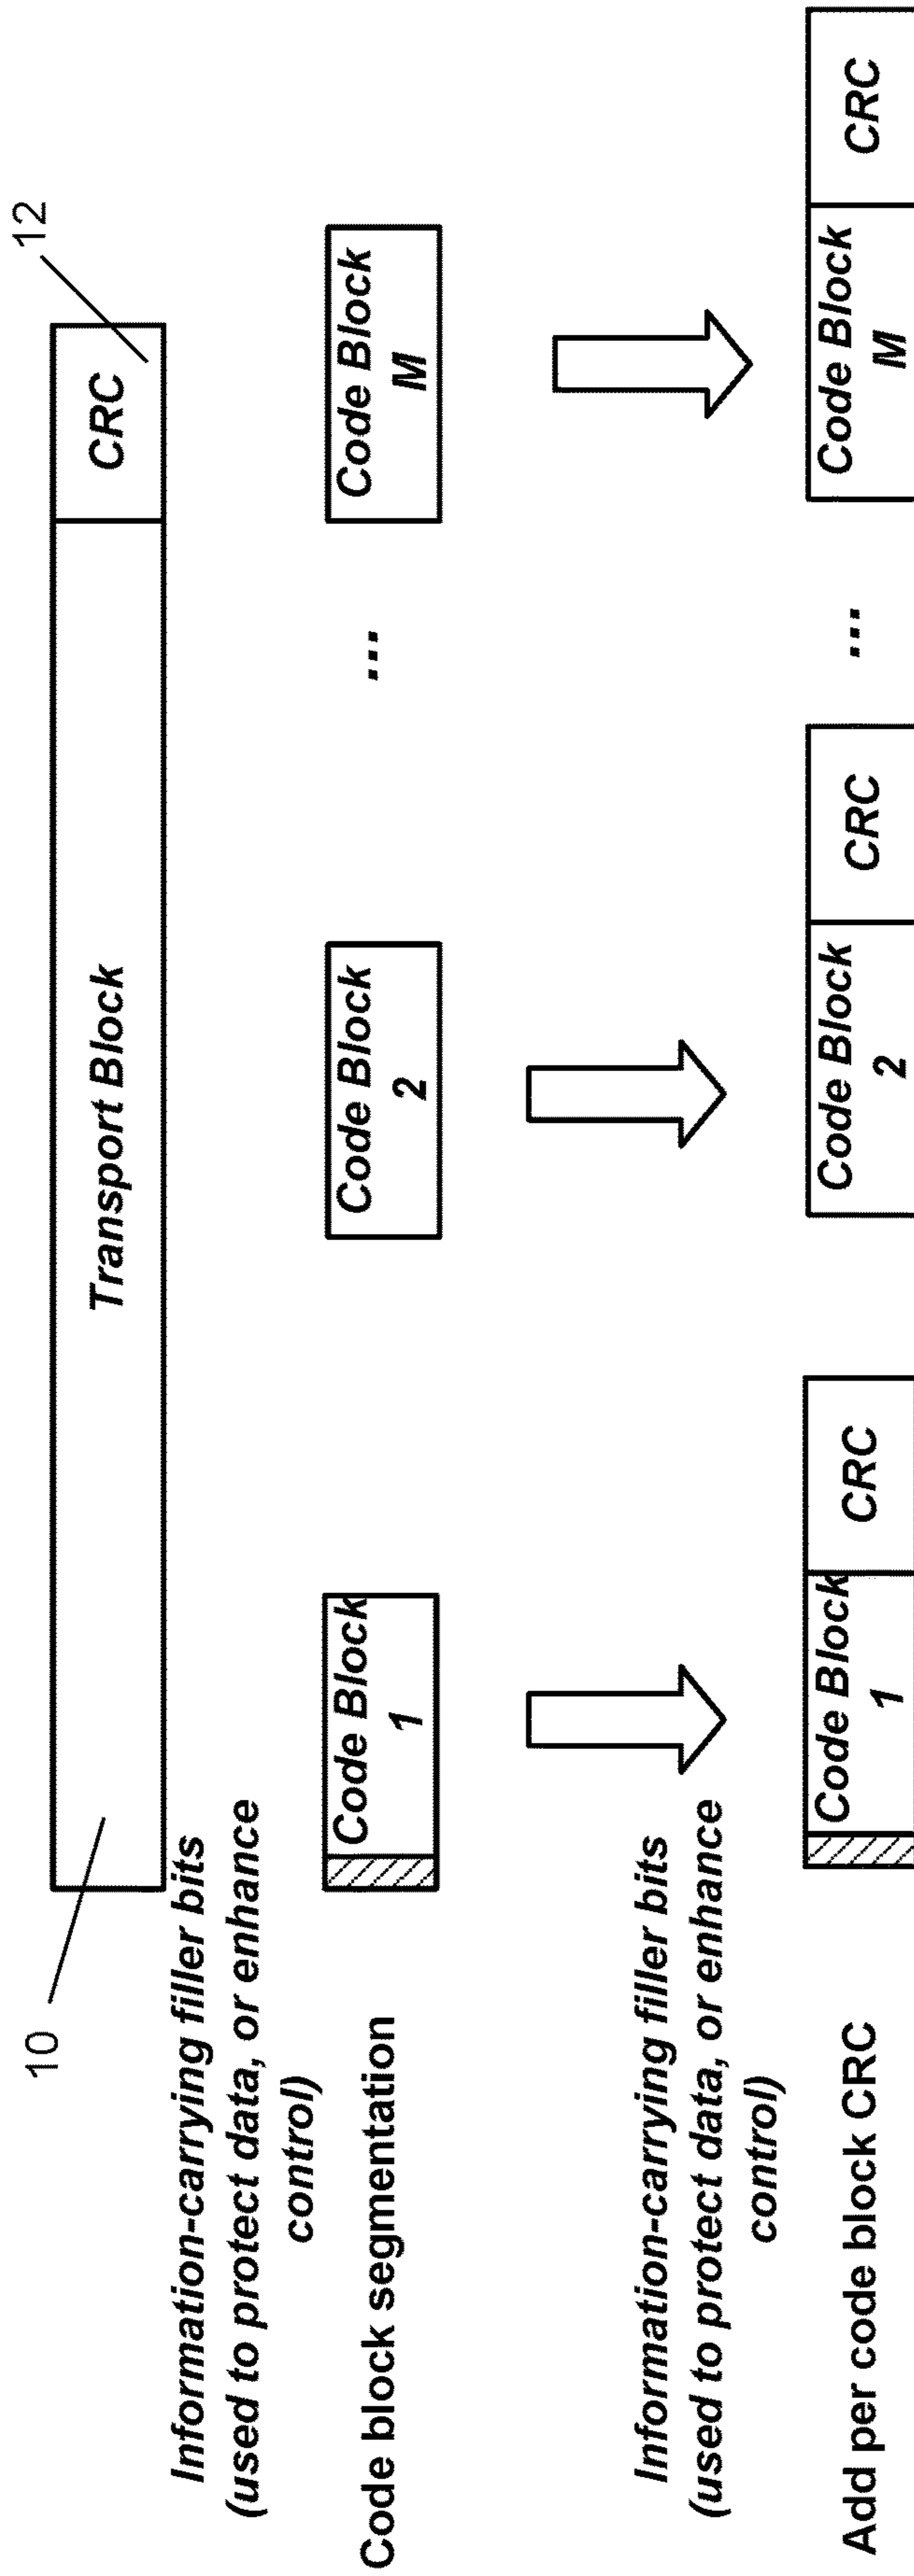 10
12
Transport Block
CRC
Information-carrying filler bits
(used to protect data, or enhance
control)
Code block segmentation
Code Block
1
Code Block
2
...
Code Block
M
Information-carrying filler bits
(used to protect data, or enhance
control)
Add per code block CRC
Code Block
1
CRC
Code Block
2
CRC
...
Code Block
M
CRC